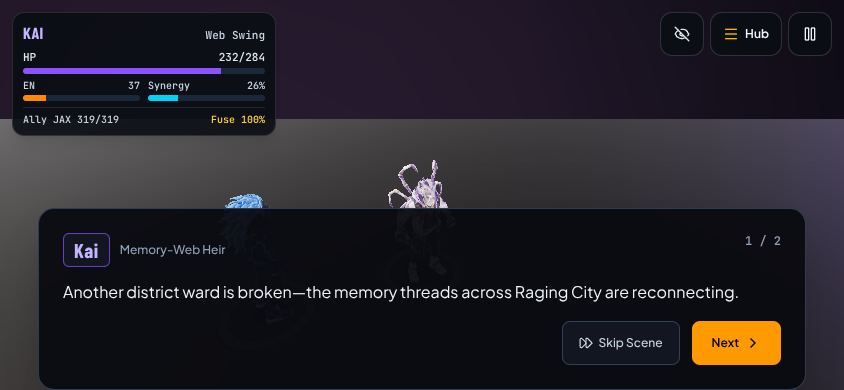 KAI
Web Swing
HP
232/284
EN
37
Synergy
26%
Ally JAX 319/319
Fuse 100%
Hub
Kai
Memory-Web Heir
1 / 2
Another district ward is broken—the memory threads across Raging City are reconnecting.
Skip Scene
Next